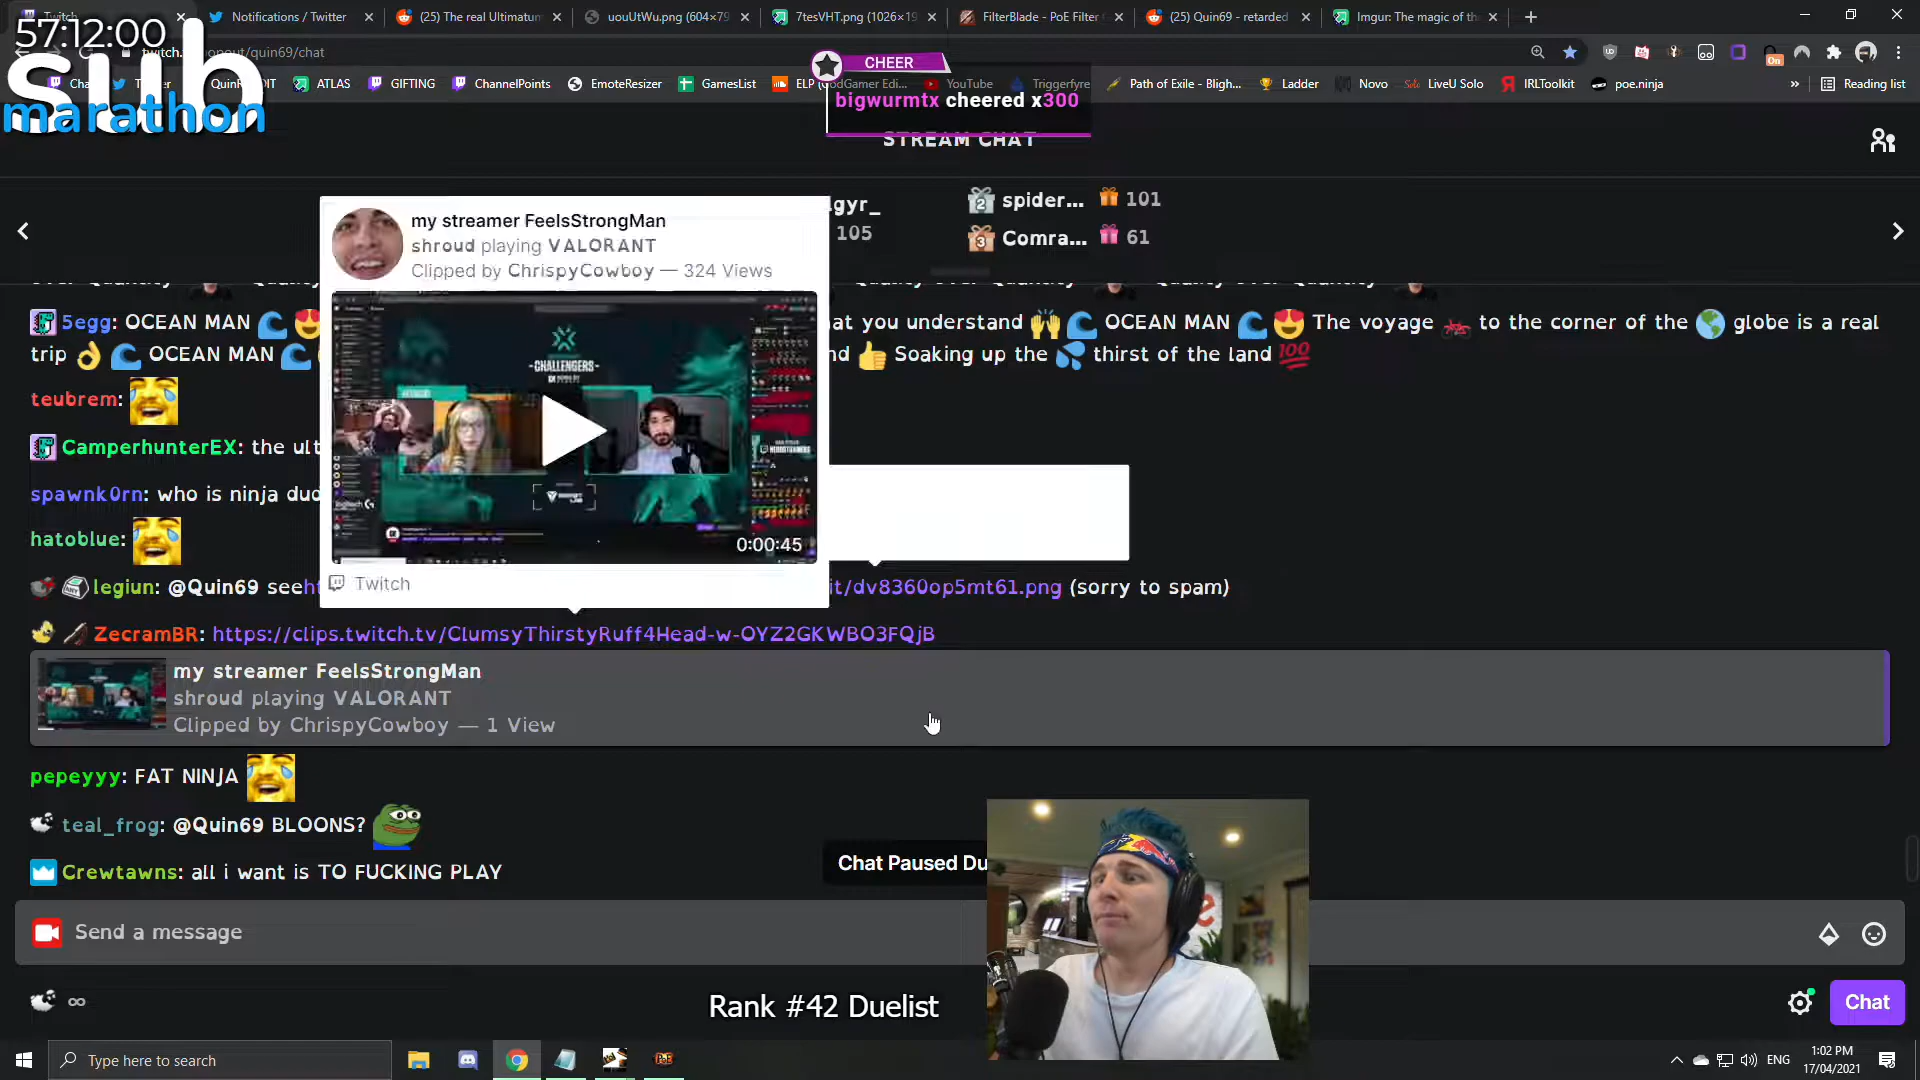 57:12:00
sub
marathon
Twitch
Notifications / Twitter
(25) The real Ultimatum
uouUtWu.png (604×79
7tesVHT.png (1026×19
FilterBlade - PoE Filter
(25) Quin69 - retarded
Imgur: The magic of th
/quin69/chat
ATLAS
GIFTING
ChannelPoints
EmoteResizer
GamesList
YouTube
Triggerfyre
Path of Exile - Bligh...
Ladder
Novo
LiveU Solo
IRLToolkit
poe.ninja
Reading list
CHEER
bigwurmtx cheered x300
STREAM CHAT
gyr_
105
2 spider... 101
3 Comra... 61
my streamer FeelsStrongMan
shroud playing VALORANT
Clipped by ChrispyCowboy — 324 Views
CHALLENGERS
0:00:45
Twitch
5egg: OCEAN MAN
at you understand OCEAN MAN The voyage to the corner of the globe is a real
trip OCEAN MAN
nd Soaking up the thirst of the land 100
teubrem:
CamperhunterEX: the ult
spawnk0rn: who is ninja dud
hatoblue:
legiun: @Quin69 see
it/dv8360op5mt61.png (sorry to spam)
ZecramBR: https://clips.twitch.tv/ClumsyThirstyRuff4Head-w-OYZ2GKWBO3FQjB
my streamer FeelsStrongMan
shroud playing VALORANT
Clipped by ChrispyCowboy — 1 View
pepeyyy: FAT NINJA
teal_frog: @Quin69 BLOONS?
Crewtawns: all i want is TO FUCKING PLAY
Chat Paused Du
Send a message
∞
Rank #42 Duelist
Chat
Type here to search
ENG
1:02 PM
17/04/2021